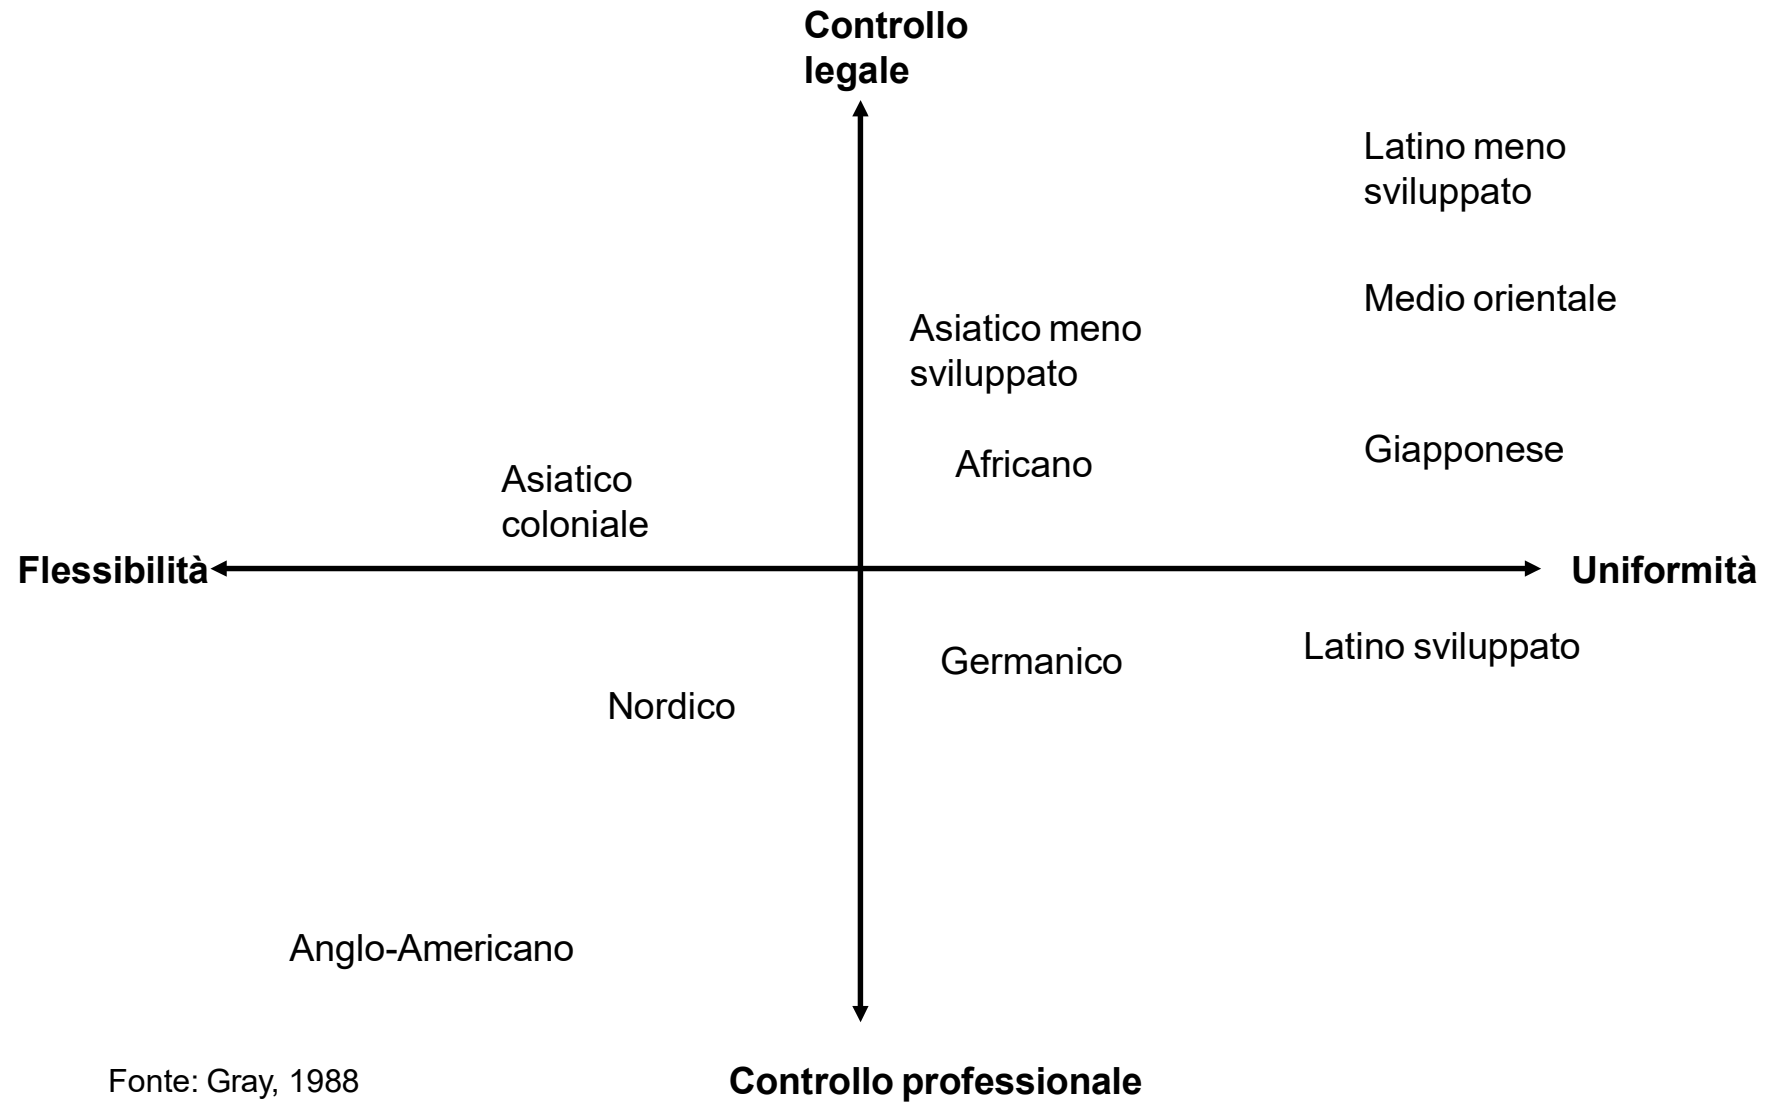 Controllo
legale
Latino meno
sviluppato
Medio orientale
Asiatico meno
sviluppato
Giapponese
Africano
Asiatico
coloniale
Flessibilità
Uniformità
Latino sviluppato
Germanico
Nordico
Anglo-Americano
Fonte: Gray, 1988
Controllo professionale